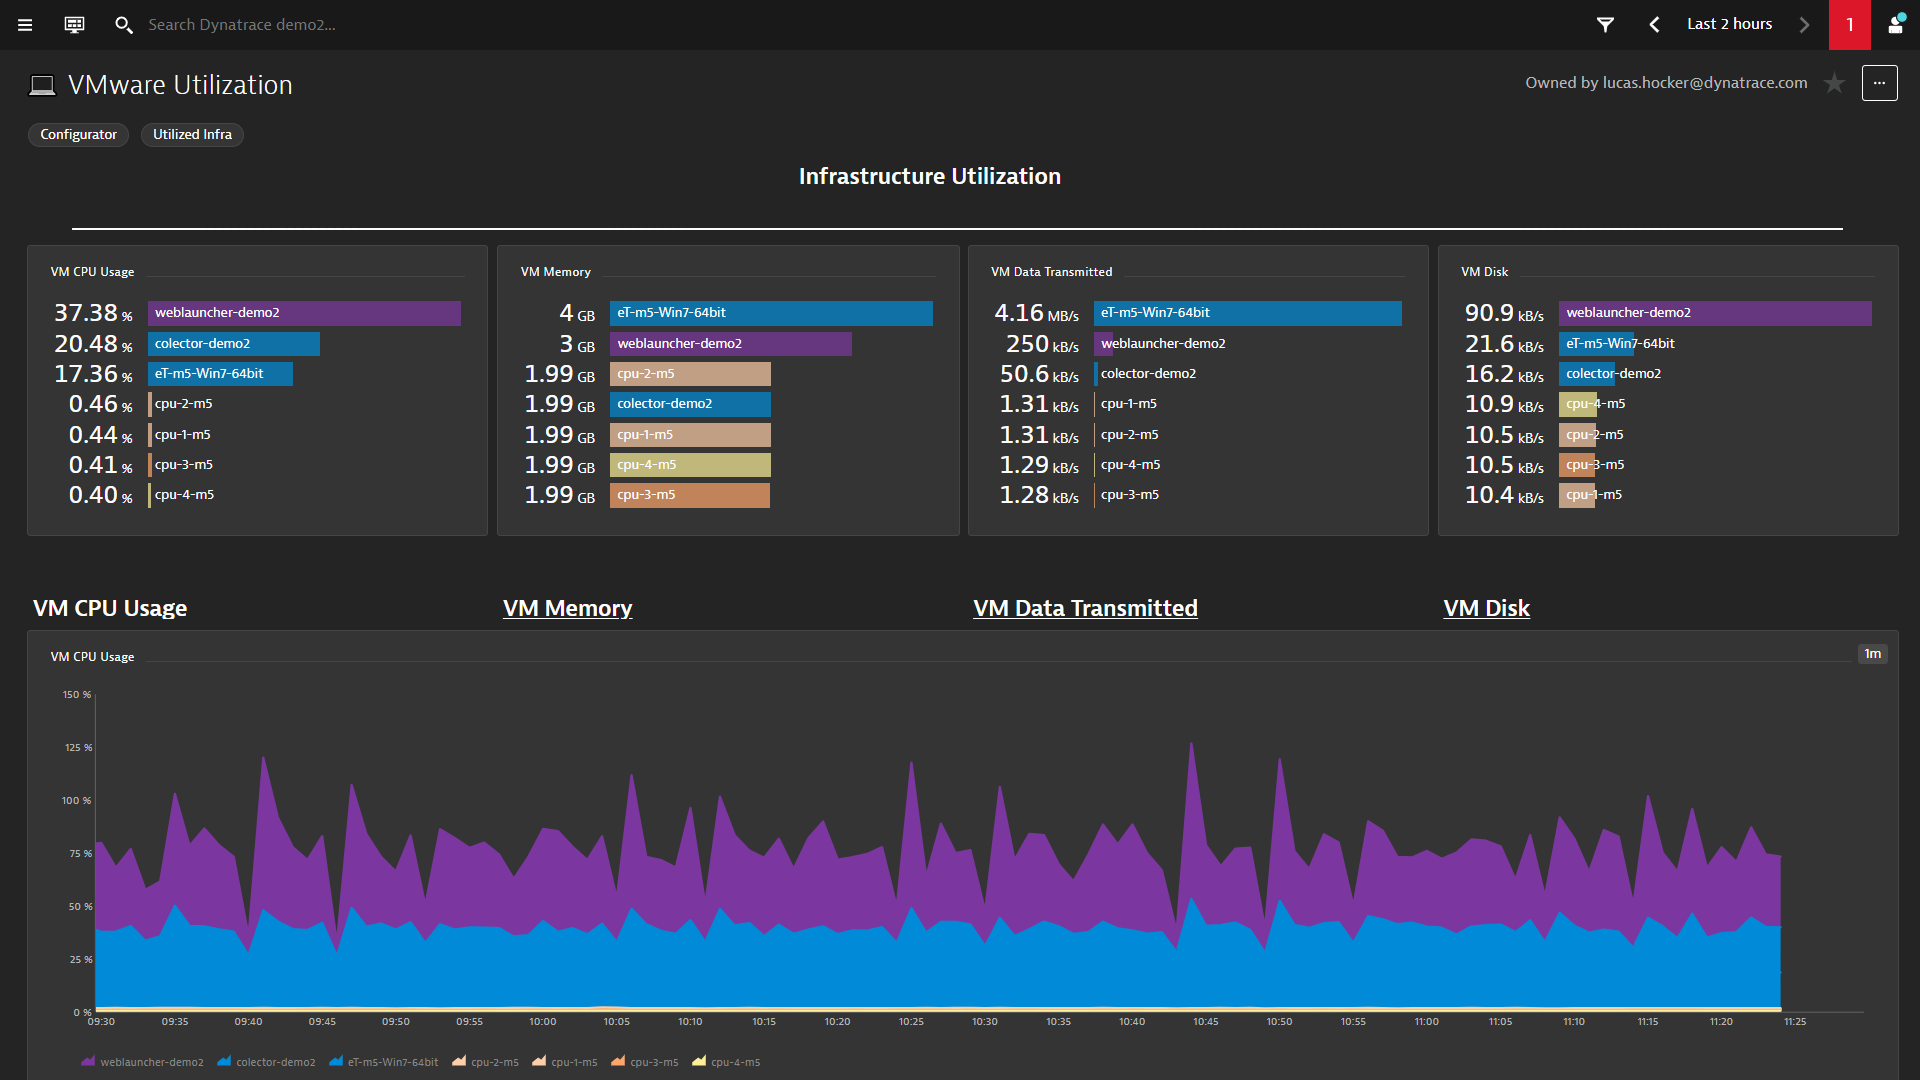 Search Dynatrace demo2...
Last 2 hours
1
VMware Utilization
Owned by lucas.hocker@dynatrace.com
...
Configurator
Utilized Infra
Infrastructure Utilization
VM CPU Usage
37.38 % weblauncher-demo2
20.48 % colector-demo2
17.36 % eT-m5-Win7-64bit
0.46 % cpu-2-m5
0.44 % cpu-1-m5
0.41 % cpu-3-m5
0.40 % cpu-4-m5
VM Memory
4 GB eT-m5-Win7-64bit
3 GB weblauncher-demo2
1.99 GB cpu-2-m5
1.99 GB colector-demo2
1.99 GB cpu-1-m5
1.99 GB cpu-4-m5
1.99 GB cpu-3-m5
VM Data Transmitted
4.16 MB/s eT-m5-Win7-64bit
250 kB/s weblauncher-demo2
50.6 kB/s colector-demo2
1.31 kB/s cpu-1-m5
1.31 kB/s cpu-2-m5
1.29 kB/s cpu-4-m5
1.28 kB/s cpu-3-m5
VM Disk
90.9 kB/s weblauncher-demo2
21.6 kB/s eT-m5-Win7-64bit
16.2 kB/s colector-demo2
10.9 kB/s cpu-4-m5
10.5 kB/s cpu-2-m5
10.5 kB/s cpu-3-m5
10.4 kB/s cpu-1-m5
VM CPU Usage
VM Memory
VM Data Transmitted
VM Disk
VM CPU Usage
1m
150 %
125 %
100 %
75 %
50 %
25 %
0 %
09:30 09:35 09:40 09:45 09:50 09:55 10:00 10:05 10:10 10:15 10:20 10:25 10:30 10:35 10:40 10:45 10:50 10:55 11:00 11:05 11:10 11:15 11:20 11:25
weblauncher-demo2 colector-demo2 eT-m5-Win7-64bit cpu-2-m5 cpu-1-m5 cpu-3-m5 cpu-4-m5